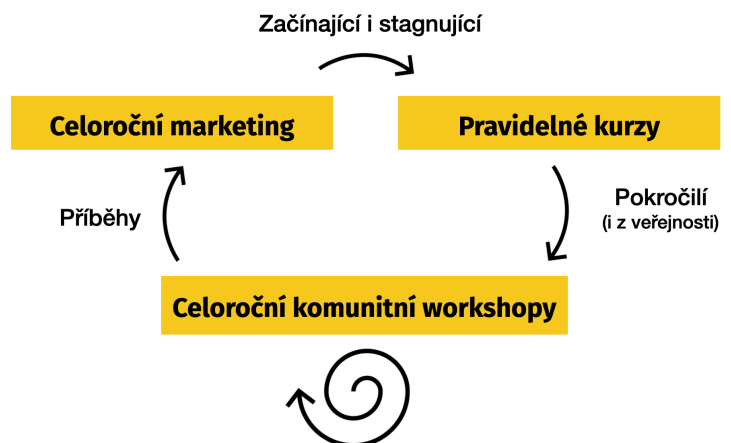 Začínající i stagnující
Celoroční marketing
Pravidelné kurzy
Příběhy
Pokročilí
(i z veřejnosti)
Celoroční komunitní workshopy